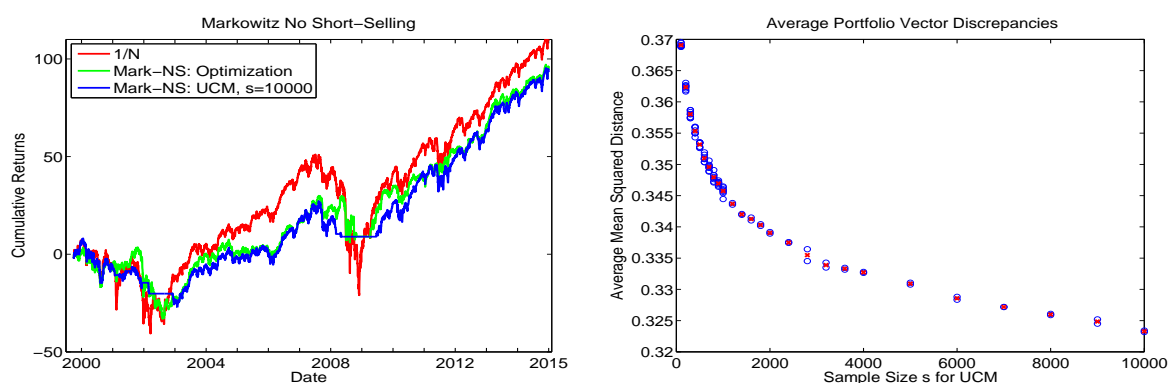 Markowitz No Short−Selling
1/N
Mark−NS: Optimization
Mark−NS: UCM, s=10000
100
50
0
−50
2000 2004 2006 2008 2009 2012 2015
Cumulative Returns
Date
Average Portfolio Vector Discrepancies
0.37
0.365
0.36
0.355
0.35
0.345
0.34
0.335
0.33
0.325
0.32
0 2000 4000 6000 8000 10000
Average Mean Squared Distance
Sample Size s for UCM